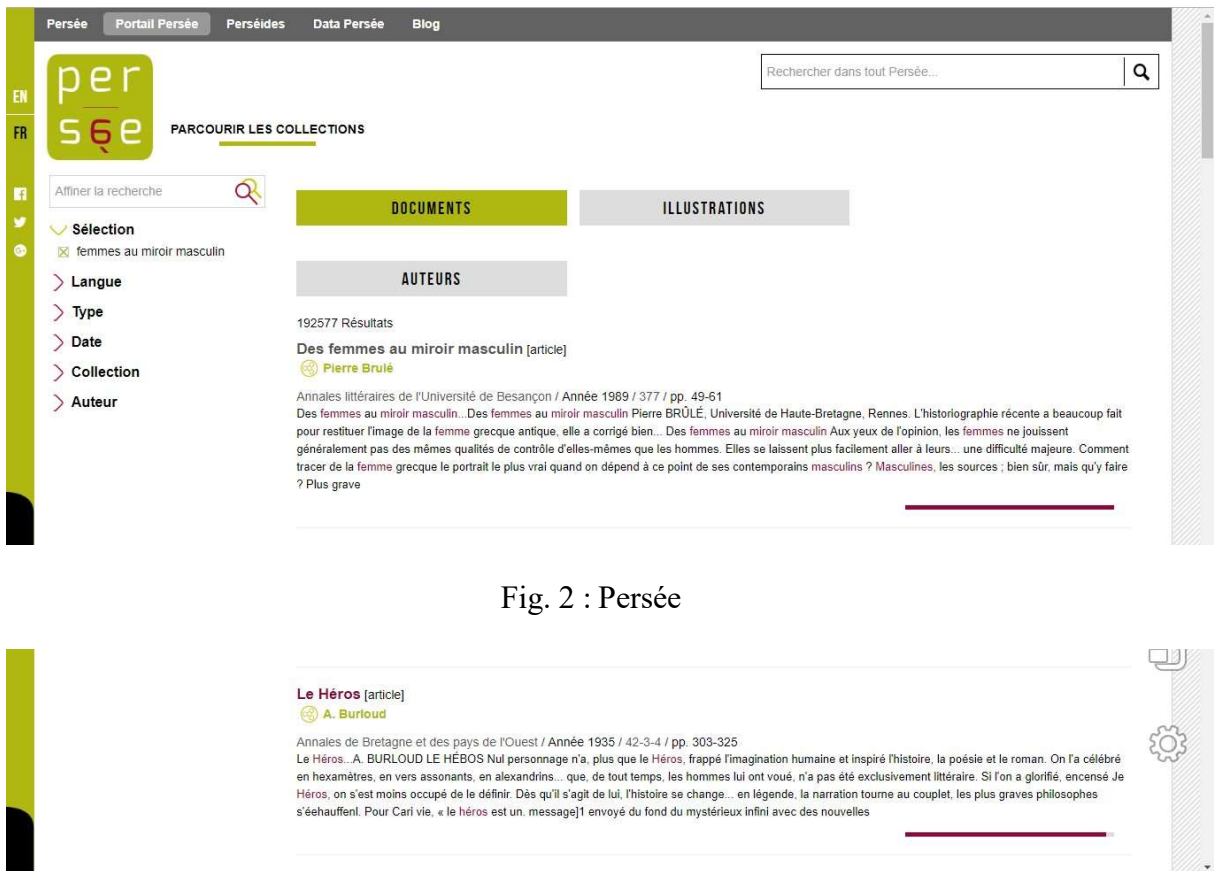 Persée Portail Persée Perséides Data Persée Blog
per
sée
EN
FR
Rechercher dans tout Persée...
PARCOURIR LES COLLECTIONS
Affiner la recherche
DOCUMENTS ILLUSTRATIONS
Sélection
femmes au miroir masculin
Langue
AUTEURS
Type
Date
Collection
Auteur
192577 Résultats
Des femmes au miroir masculin [article]
Pierre Brulé
Annales littéraires de l'Université de Besançon / Année 1989 / 377 / pp. 49-61
Des femmes au miroir masculin...Des femmes au miroir masculin Pierre BRÛLÉ, Université de Haute-Bretagne, Rennes. L'historiographie récente a beaucoup fait
pour restituer l'image de la femme grecque antique, elle a corrigé bien... Des femmes au miroir masculin Aux yeux de l'opinion, les femmes ne jouissent
généralement pas des mêmes qualités de contrôle d'elles-mêmes que les hommes. Elles se laissent plus facilement aller à leurs... une difficulté majeure. Comment
tracer de la femme grecque le portrait le plus vrai quand on dépend à ce point de ses contemporains masculins ? Masculines, les sources ; bien sûr, mais qu'y faire
? Plus grave
Fig. 2 : Persée
Le Héros [article]
A. Burloud
Annales de Bretagne et des pays de l'Ouest / Année 1935 / 42-3-4 / pp. 303-325
Le Héros...A. BURLOUD LE HÉBOS Nul personnage n'a, plus que le Héros, frappé l'imagination humaine et inspiré l'histoire, la poésie et le roman. On l'a célébré
en hexamètres, en vers assonants, en alexandrins... que, de tout temps, les hommes lui ont voué, n'a pas été exclusivement littéraire. Si l'on a glorifié, encensé Je
Héros, on s'est moins occupé de le définir. Dès qu'il s'agit de lui, l'histoire se change... en légende, la narration tourne au couplet, les plus graves philosophes
s'éehauffenl. Pour Cari vie, « le héros est un. message]1 envoyé du fond du mystérieux infini avec des nouvelles